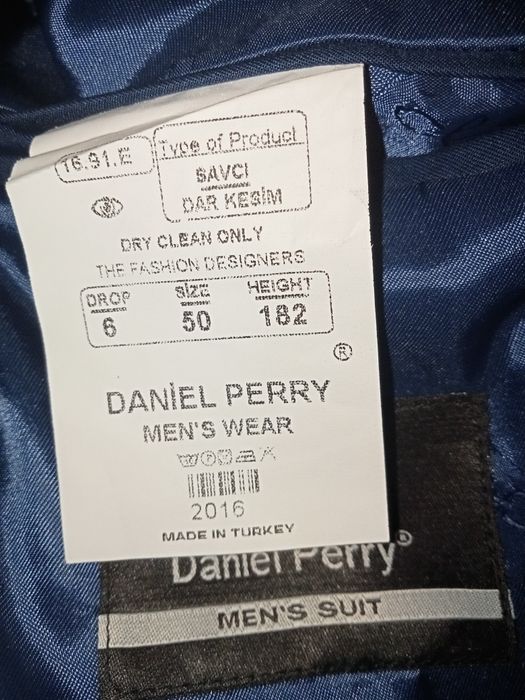 16.91.E
Type of Product
SAVCI
DAR KESİM
DRY CLEAN ONLY
THE FASHION DESIGNERS
DROP SIZE HEIGHT
6 50 182
®
DANİEL PERRY
MEN'S WEAR
2016
MADE IN TURKEY
Daniel Perry®
MEN'S SUIT